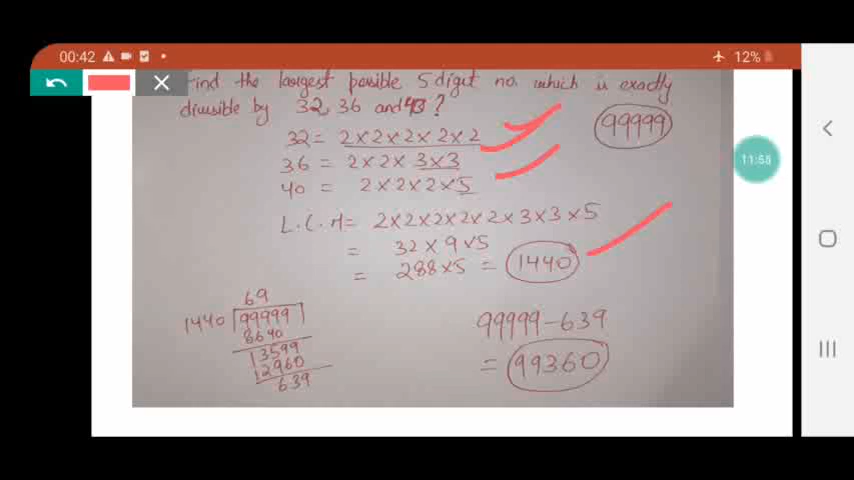 00:42
12%
Find the largest possible 5 digit no. which is exactly
divisible by 32, 36 and
99999
32 = 2×2×2×2×2
36 = 2×2×3×3
40 = 2×2×2×5
L.C.M = 2×2×2×2×2×3×3×5
= 32×9×5
= 288×5 = 1440
11:58
69
1440 99999
8640
13599
12960
639
99999-639
= 99360